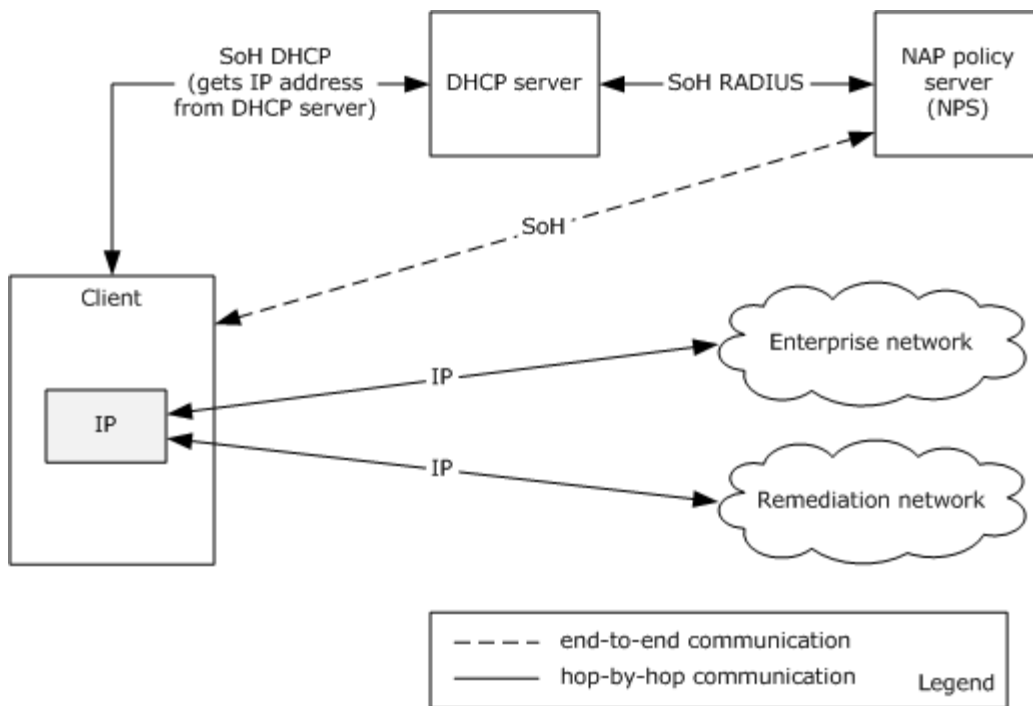 SoH DHCP
(gets IP address
from DHCP server)
DHCP server
SoH RADIUS
NAP policy
server
(NPS)
SoH
Client
IP
IP
IP
Enterprise network
Remediation network
end-to-end communication
hop-by-hop communication
Legend